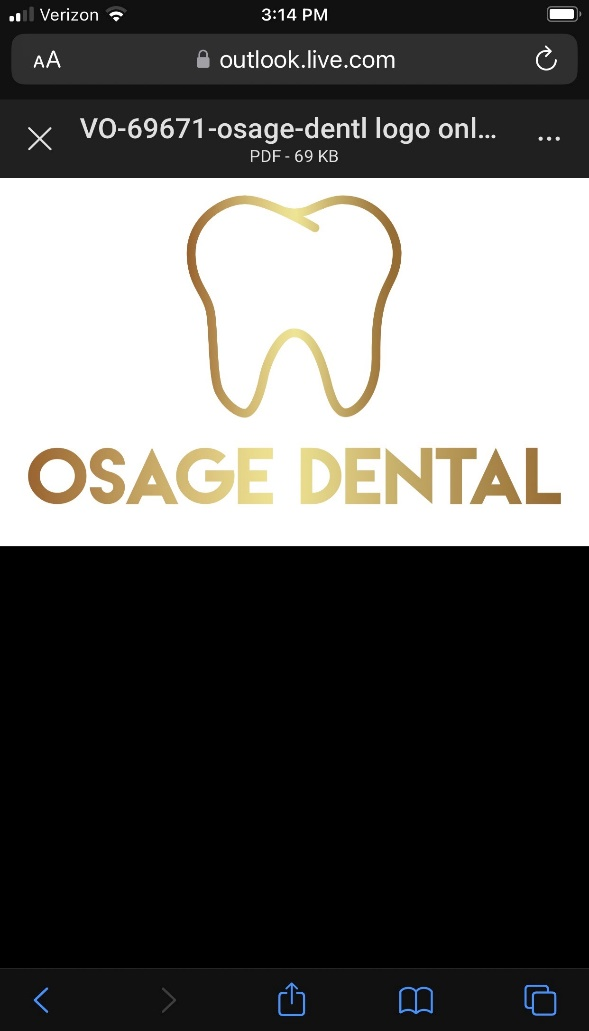 Verizon 3:14 PM
AA outlook.live.com
VO-69671-osage-dentl logo onl...
PDF - 69 KB
OSAGE DENTAL